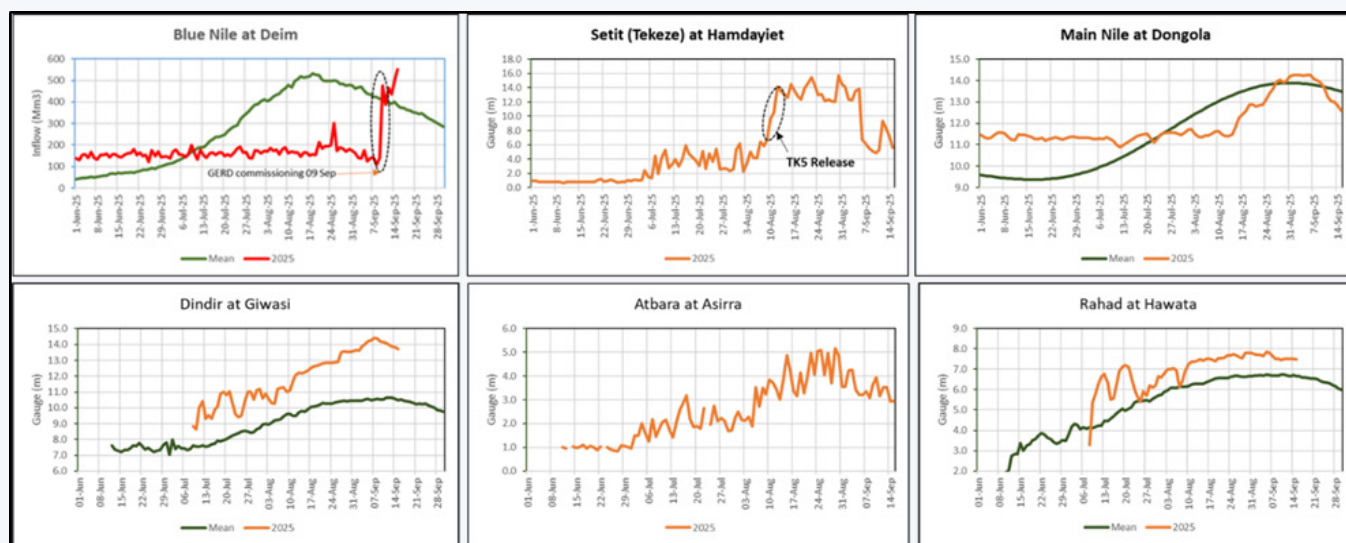 Blue Nile at Deim
Inflow (Mm3)
600
500
400
300
200
100
0
GERD commissioning 09 Sep
1-Jun-25
8-Jun-25
15-Jun-25
22-Jun-25
29-Jun-25
6-Jul-25
13-Jul-25
20-Jul-25
27-Jul-25
3-Aug-25
10-Aug-25
17-Aug-25
24-Aug-25
31-Aug-25
7-Sep-25
14-Sep-25
21-Sep-25
28-Sep-25
Mean 2025
Setit (Tekeze) at Hamdayiet
Gauge (m)
18.0
16.0
14.0
12.0
10.0
8.0
6.0
4.0
2.0
0.0
TK5 Release
1-Jun-25
8-Jun-25
15-Jun-25
22-Jun-25
29-Jun-25
6-Jul-25
13-Jul-25
20-Jul-25
27-Jul-25
3-Aug-25
10-Aug-25
17-Aug-25
24-Aug-25
31-Aug-25
7-Sep-25
14-Sep-25
2025
Main Nile at Dongola
Gauge (m)
15.0
14.0
13.0
12.0
11.0
10.0
9.0
1-Jun-25
8-Jun-25
15-Jun-25
22-Jun-25
29-Jun-25
6-Jul-25
13-Jul-25
20-Jul-25
27-Jul-25
3-Aug-25
10-Aug-25
17-Aug-25
24-Aug-25
31-Aug-25
7-Sep-25
14-Sep-25
Mean 2025
Dindir at Giwasi
Gauge (m)
15.0
14.0
13.0
12.0
11.0
10.0
9.0
8.0
7.0
6.0
01-Jun
08-Jun
15-Jun
22-Jun
29-Jun
06-Jul
13-Jul
20-Jul
27-Jul
03-Aug
10-Aug
17-Aug
24-Aug
31-Aug
07-Sep
14-Sep
21-Sep
28-Sep
Mean 2025
Atbara at Asirra
Gauge (m)
6.0
5.0
4.0
3.0
2.0
1.0
0.0
01-Jun
08-Jun
15-Jun
22-Jun
29-Jun
06-Jul
13-Jul
20-Jul
27-Jul
03-Aug
10-Aug
17-Aug
24-Aug
31-Aug
07-Sep
14-Sep
2025
Rahad at Hawata
Gauge (m)
9.0
8.0
7.0
6.0
5.0
4.0
3.0
2.0
01-Jun
08-Jun
15-Jun
22-Jun
29-Jun
06-Jul
13-Jul
20-Jul
27-Jul
03-Aug
10-Aug
17-Aug
24-Aug
31-Aug
07-Sep
14-Sep
21-Sep
28-Sep
Mean 2025